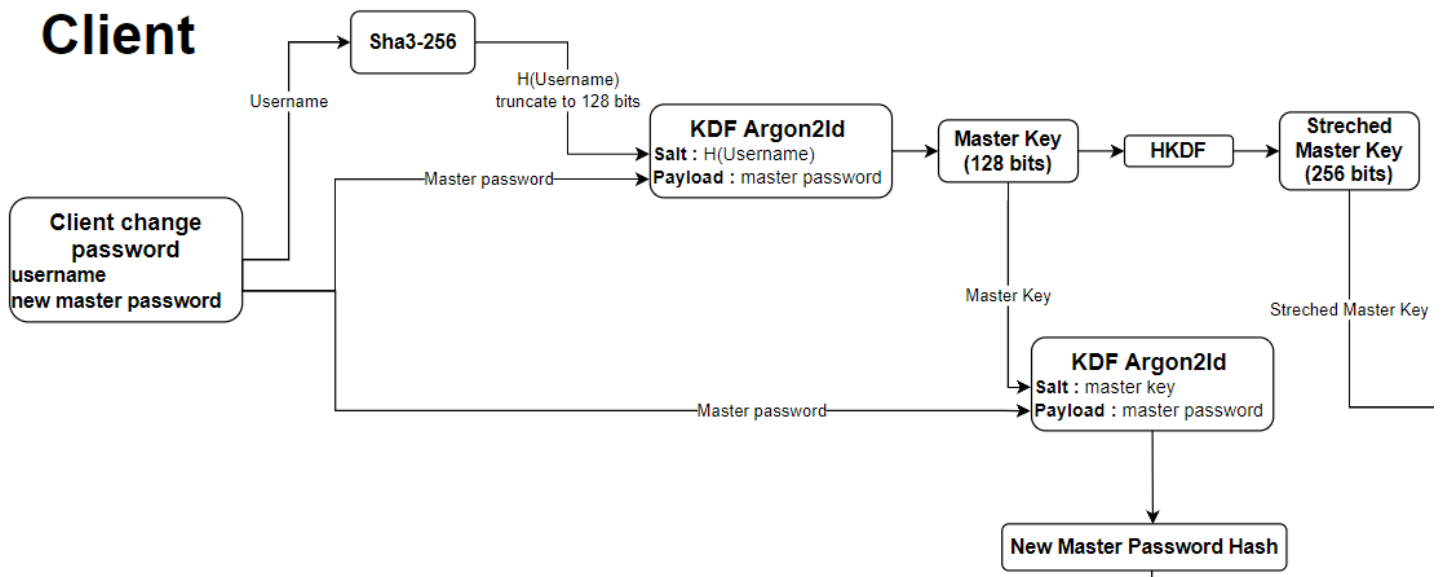 Client
Sha3-256
Username
H(Username)
truncate to 128 bits
KDF Argon2Id
Salt : H(Username)
Payload : master password
Master Key
(128 bits)
HKDF
Streched
Master Key
(256 bits)
Master password
Client change
password
username
new master password
Master Key
Streched Master Key
KDF Argon2Id
Salt : master key
Payload : master password
Master password
New Master Password Hash